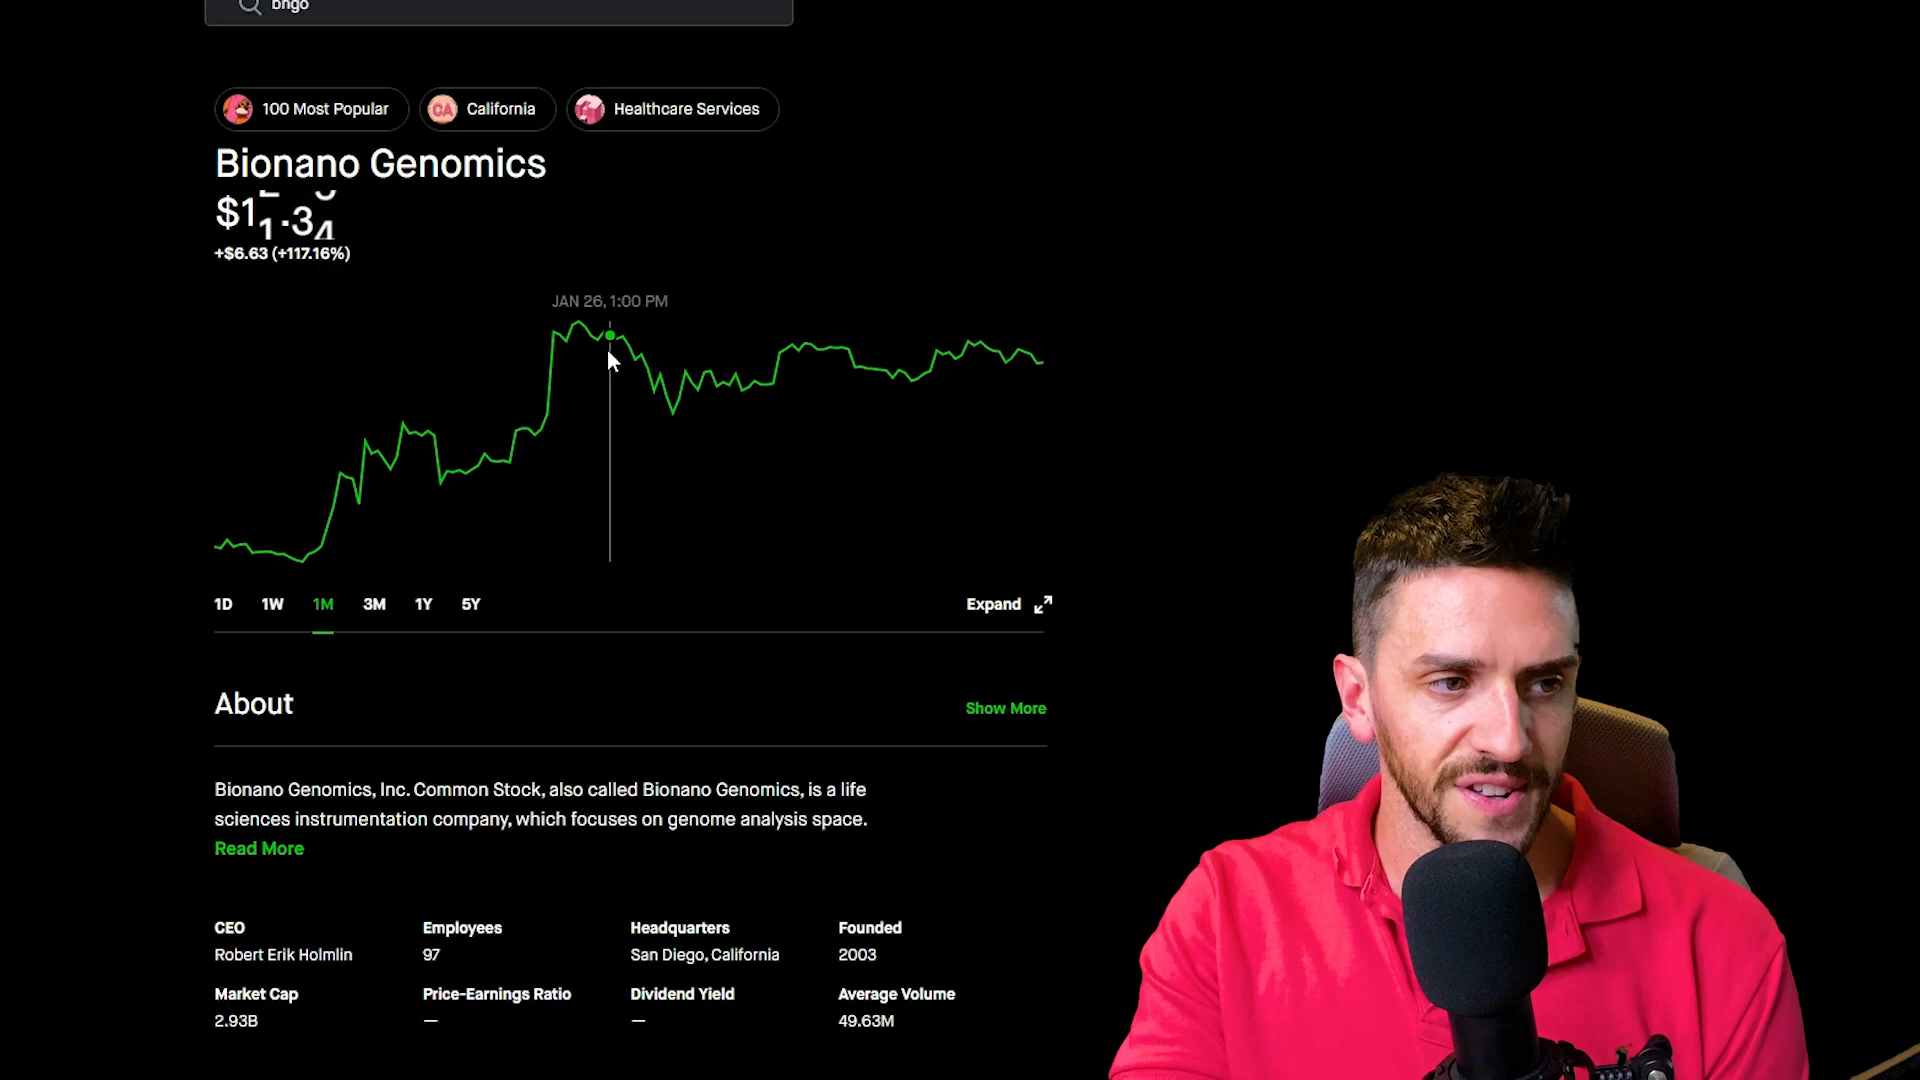 bngo
100 Most Popular
CA California
Healthcare Services
Bionano Genomics
+$6.63 (+117.16%)
JAN 26, 1:00 PM
1D 1W 1M 3M 1Y 5Y
Expand
About
Show More
Bionano Genomics, Inc. Common Stock, also called Bionano Genomics, is a life
sciences instrumentation company, which focuses on genome analysis space.
Read More
CEO Employees Headquarters Founded
Robert Erik Holmlin 97 San Diego, California 2003
Market Cap Price-Earnings Ratio Dividend Yield Average Volume
2.93B — — 49.63M